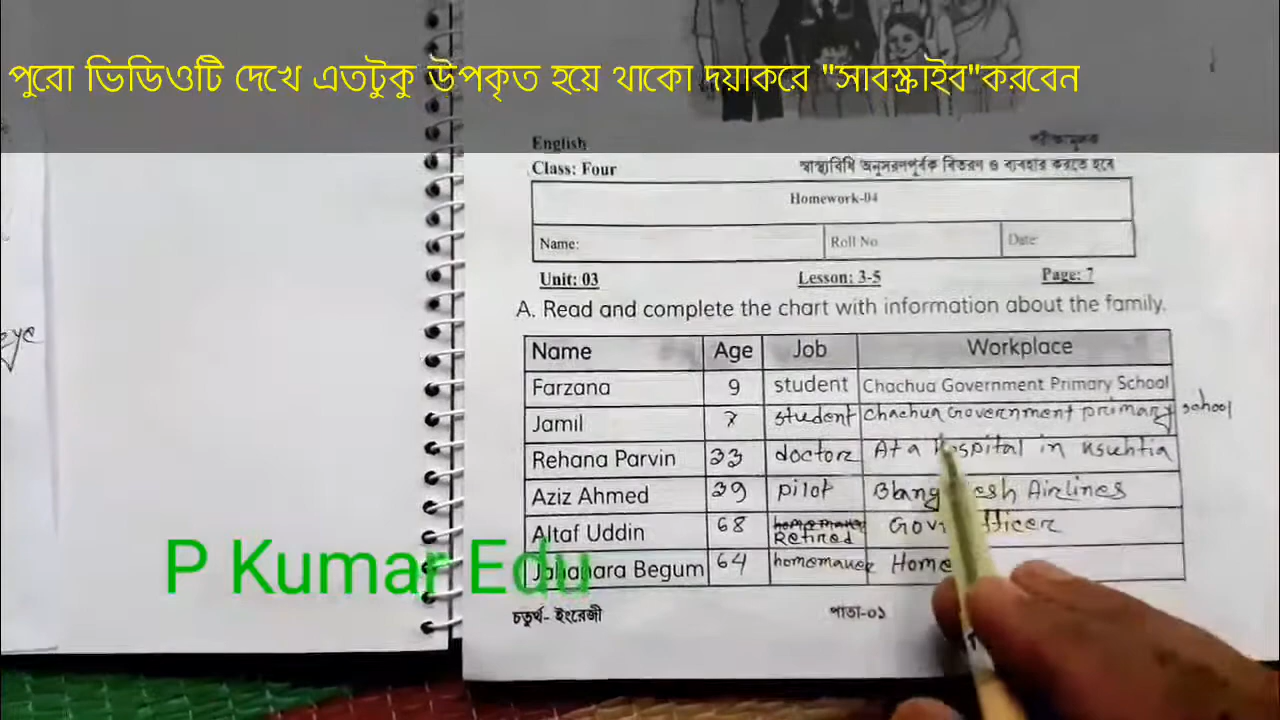 পুরো ভিডিওটি দেখে এতটুকু উপকৃত হয়ে থাকো দয়াকরে "সাবস্ক্রাইব"করবেন
English
Class: Four স্বাস্থ্যবিধি অনুসরণপূর্বক বিতরণ ও ব্যবহার করতে হবে
Homework-04
Name: Roll No Date:
Unit: 03 Lesson: 3-5 Page: 7
A. Read and complete the chart with information about the family.
Name Age Job Workplace
Farzana 9 student Chachua Government Primary School
Jamil 7 student Chachua Government primary school
Rehana Parvin 33 doctor At a hospital in
Aziz Ahmed 39 pilot Airlines
Altaf Uddin 68 Retired
Jahanara Begum 64 Home
P Kumar Edu
চতুর্থ- ইংরেজী পাতা-০১
eye